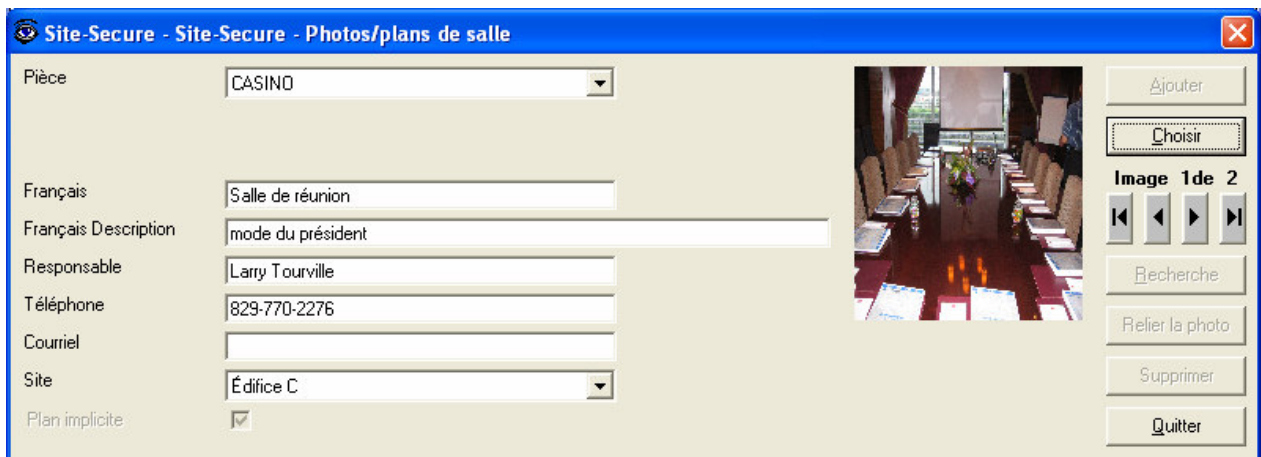 Site-Secure - Site-Secure - Photos/plans de salle
Pièce CASINO
Français Salle de réunion
Français Description mode du président
Responsable Larry Tourville
Téléphone 829-770-2276
Courriel
Site Édifice C
Plan implicite
Ajouter
Choisir
Image 1de 2
Recherche
Relier la photo
Supprimer
Quitter